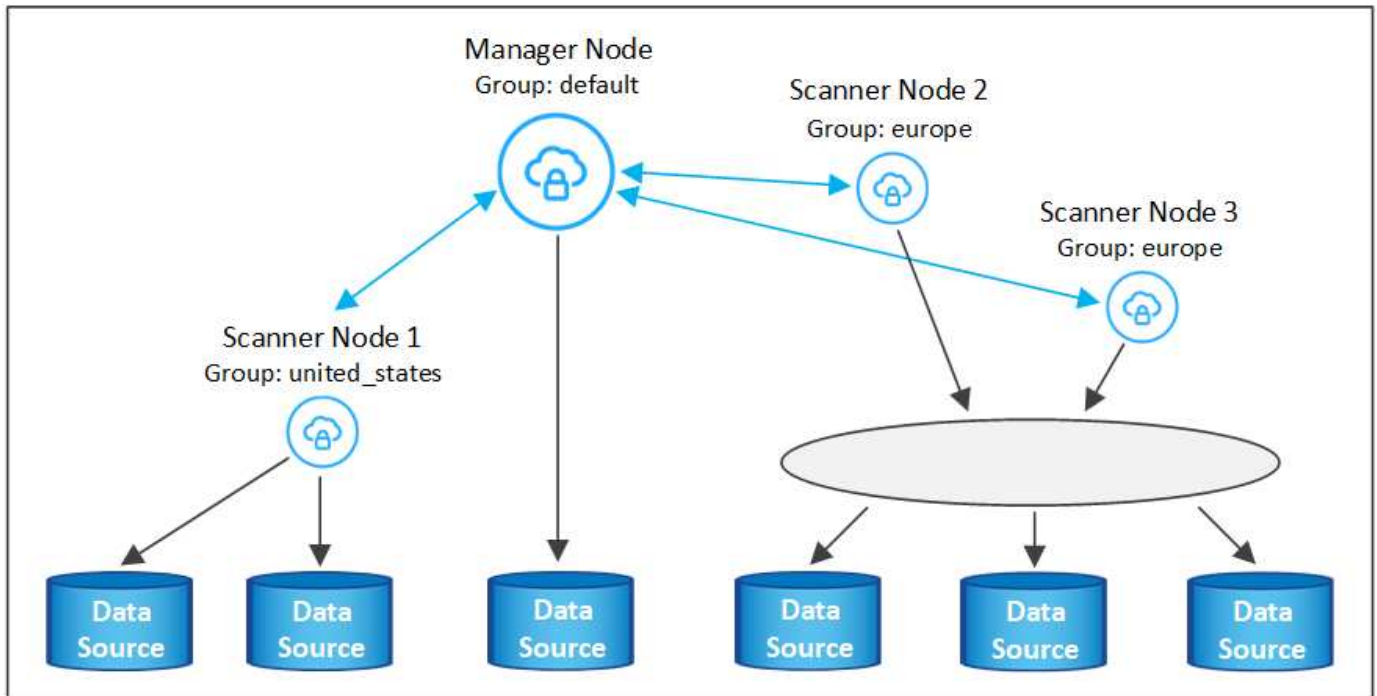 Manager Node
Group: default
Scanner Node 2
Group: europe
Scanner Node 3
Group: europe
Scanner Node 1
Group: united_states
Data
Source
Data
Source
Data
Source
Data
Source
Data
Source
Data
Source